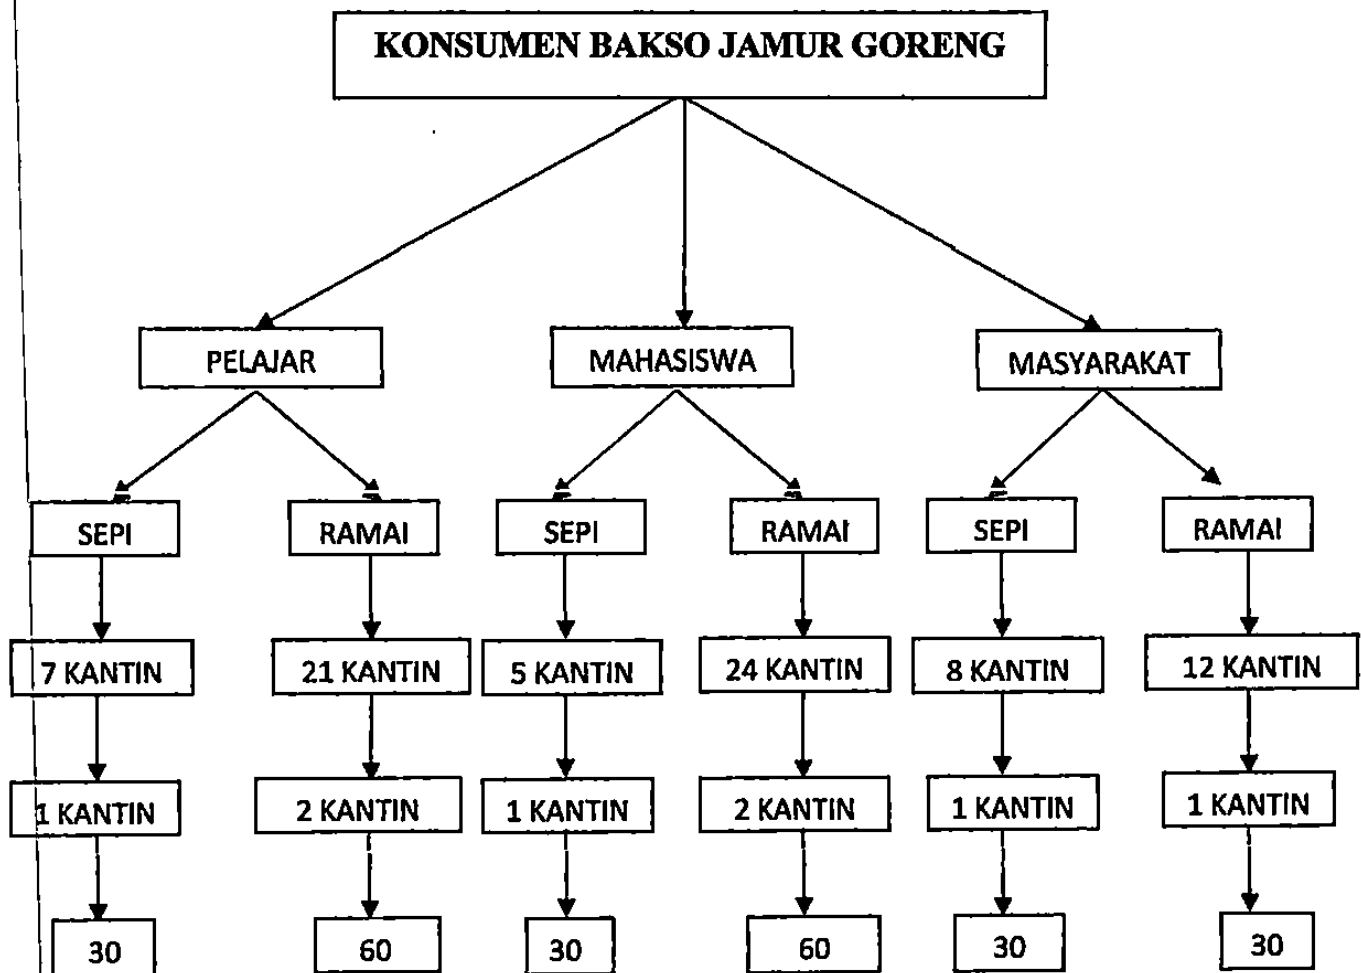 KONSUMEN BAKSO JAMUR GORENG
PELAJAR
MAHASISWA
MASYARAKAT
SEPI
RAMAI
SEPI
RAMAI
SEPI
RAMAI
7 KANTIN
21 KANTIN
5 KANTIN
24 KANTIN
8 KANTIN
12 KANTIN
1 KANTIN
2 KANTIN
1 KANTIN
2 KANTIN
1 KANTIN
1 KANTIN
30
60
30
60
30
30